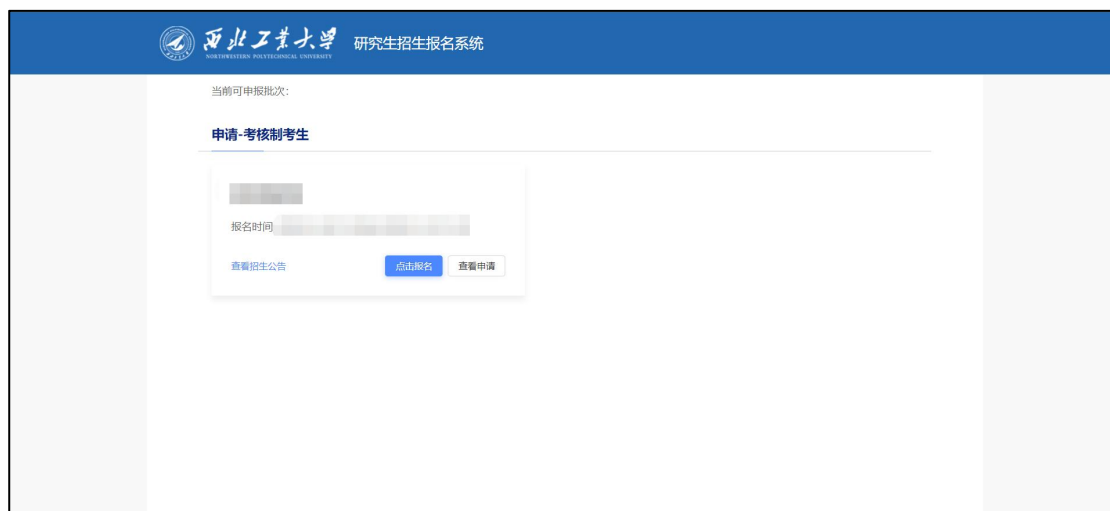 西北工业大学 研究生招生报名系统
NORTHWESTERN POLYTECHNICAL UNIVERSITY
当前可申报批次：
申请-考核制考生
报名时间
查看招生公告 点击报名 查看申请